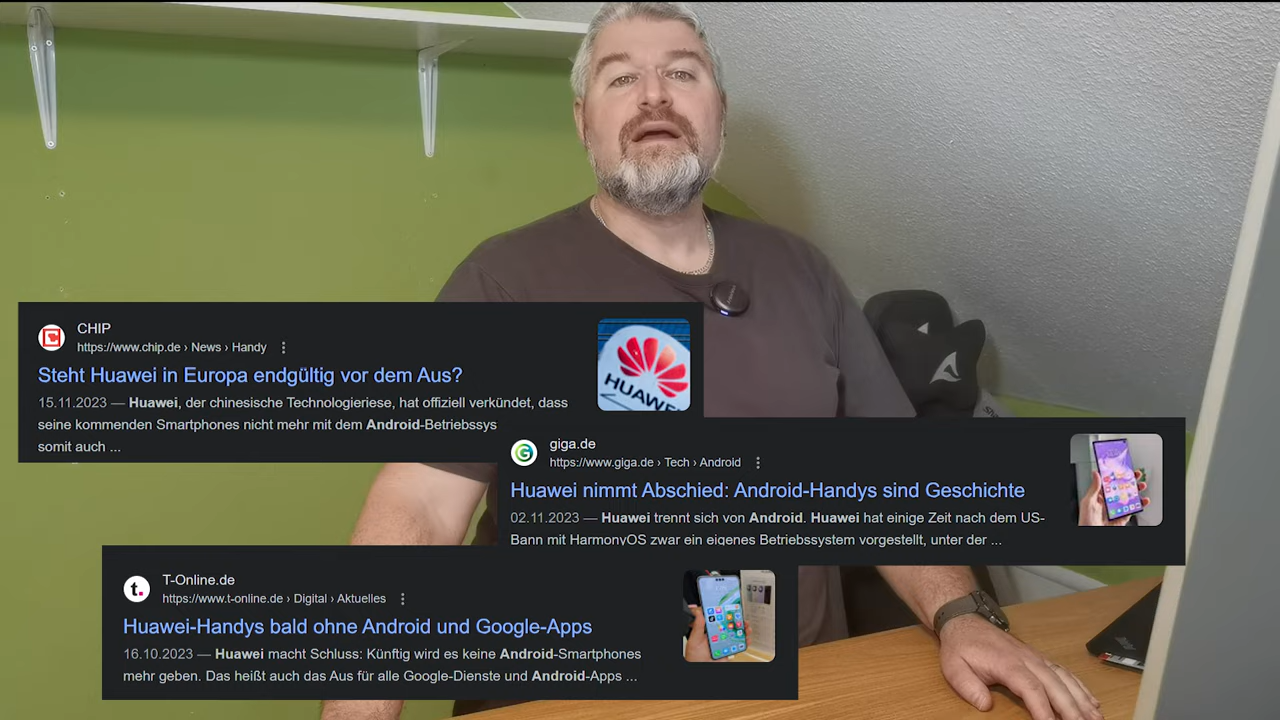 CHIP
https://www.chip.de › News › Handy
Steht Huawei in Europa endgültig vor dem Aus?
15.11.2023 — Huawei, der chinesische Technologieriese, hat offiziell verkündet, dass
seine kommenden Smartphones nicht mehr mit dem Android-Betriebssys
somit auch ...
HUAWE
giga.de
https://www.giga.de › Tech › Android
Huawei nimmt Abschied: Android-Handys sind Geschichte
02.11.2023 — Huawei trennt sich von Android. Huawei hat einige Zeit nach dem US-
Bann mit HarmonyOS zwar ein eigenes Betriebssystem vorgestellt, unter der ...
t.
T-Online.de
https://www.t-online.de › Digital › Aktuelles
Huawei-Handys bald ohne Android und Google-Apps
16.10.2023 — Huawei macht Schluss: Künftig wird es keine Android-Smartphones
mehr geben. Das heißt auch das Aus für alle Google-Dienste und Android-Apps ...